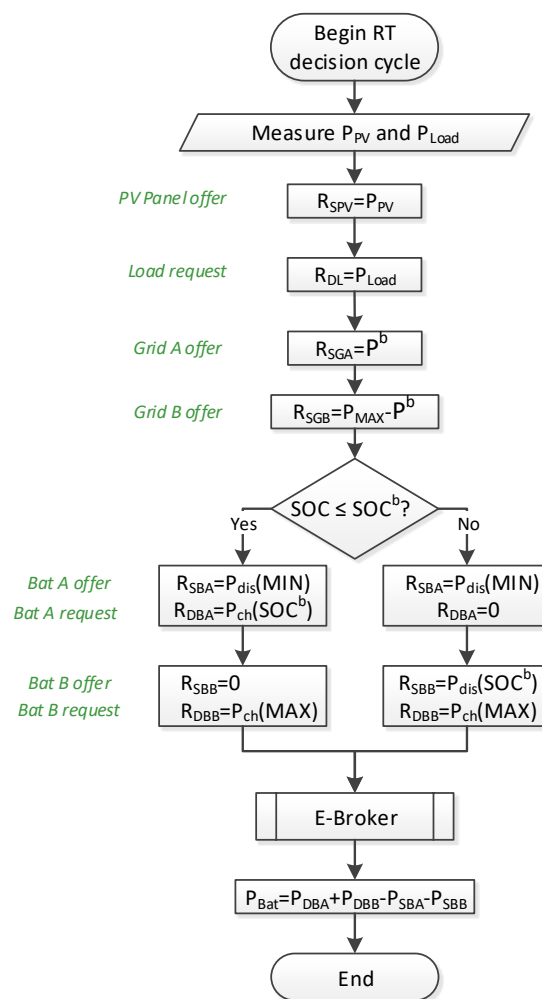 Begin RT
decision cycle
Measure P_PV and P_Load
PV Panel offer
R_SPV=P_PV
Load request
R_DL=P_Load
Grid A offer
R_SGA=P^b
Grid B offer
R_SGB=P_MAX-P^b
SOC ≤ SOC^b?
Yes
No
Bat A offer
Bat A request
R_SBA=P_dis(MIN)
R_DBA=P_ch(SOC^b)
R_SBA=P_dis(MIN)
R_DBA=0
Bat B offer
Bat B request
R_SBB=0
R_DBB=P_ch(MAX)
R_SBB=P_dis(SOC^b)
R_DBB=P_ch(MAX)
E-Broker
P_Bat=P_DBA+P_DBB-P_SBA-P_SBB
End